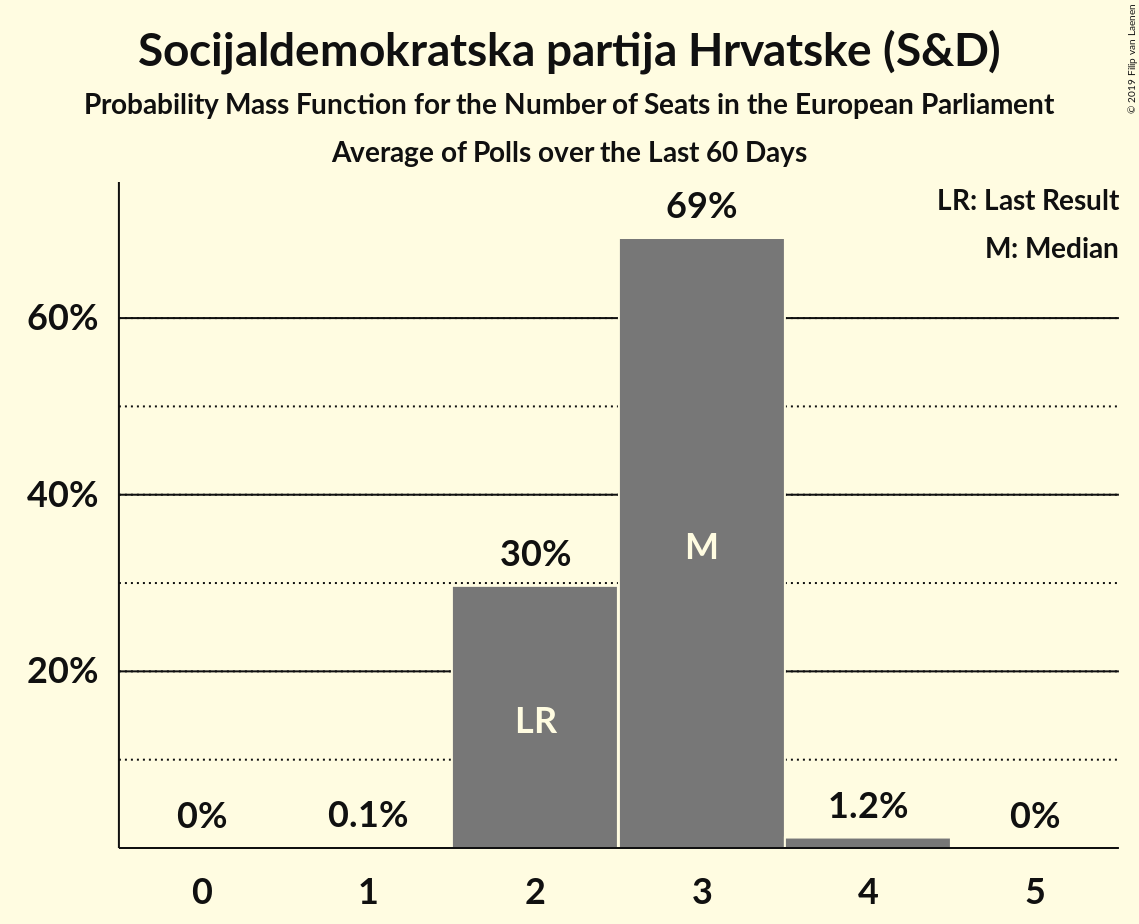 Socijaldemokratska partija Hrvatske (S&D)
Probability Mass Function for the Number of Seats in the European Parliament
Average of Polls over the Last 60 Days
© 2019 Filip van Laenen
LR: Last Result
M: Median
69%
60%
40%
M
30%
20%
LR
0%
0.1%
1.2%
0%
0
1
2
3
4
5